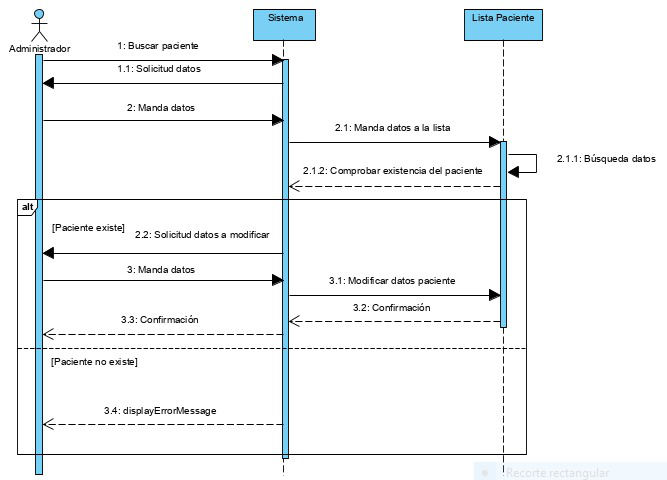 Sistema
Lista Paciente
Administrador
1: Buscar paciente
1.1: Solicitud datos
2: Manda datos
2.1: Manda datos a la lista
2.1.1: Búsqueda datos
2.1.2: Comprobar existencia del paciente
alt
[Paciente existe]
2.2: Solicitud datos a modificar
3: Manda datos
3.1: Modificar datos paciente
3.2: Confirmación
3.3: Confirmación
[Paciente no existe]
3.4: displayErrorMessage
Recorte rectangular